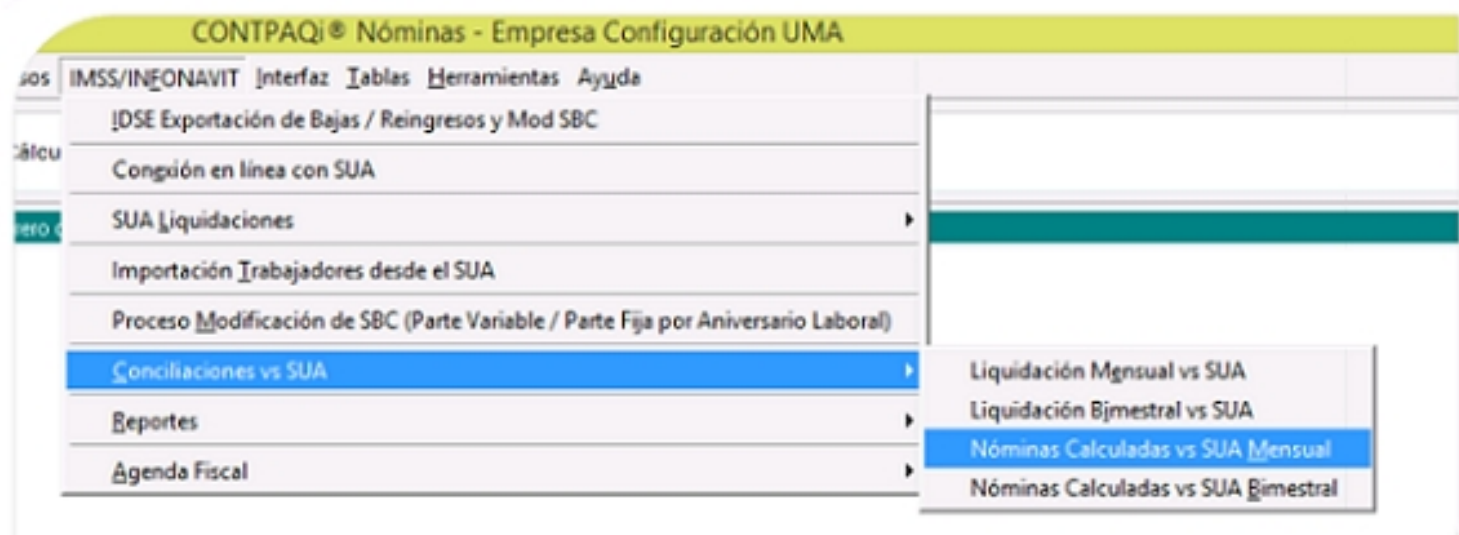 CONTPAQi® Nóminas - Empresa Configuración UMA
sos IMSS/INFONAVIT Interfaz Tablas Herramientas Ayuda
IDSE Exportación de Bajas / Reingresos y Mod SBC
Cálcu
Conexión en línea con SUA
SUA Liquidaciones
Importación Trabajadores desde el SUA
Proceso Modificación de SBC (Parte Variable / Parte Fija por Aniversario Laboral)
Conciliaciones vs SUA
Reportes
Agenda Fiscal
Liquidación Mensual vs SUA
Liquidación Bimestral vs SUA
Nóminas Calculadas vs SUA Mensual
Nóminas Calculadas vs SUA Bimestral